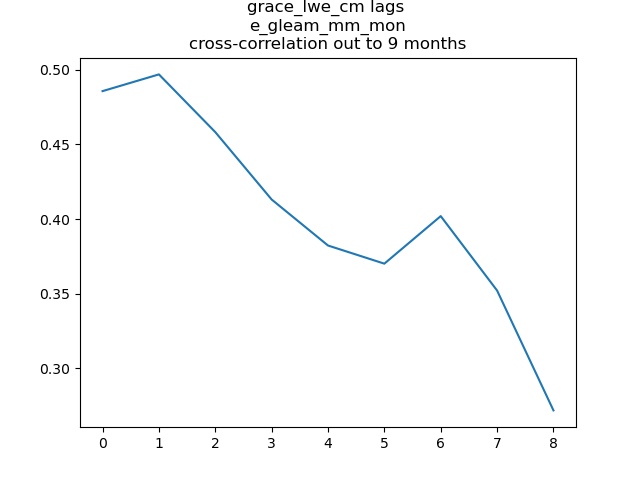 grace_lwe_cm lags
e_gleam_mm_mon
cross-correlation out to 9 months
0.50
0.45
0.40
0.35
0.30
0 1 2 3 4 5 6 7 8